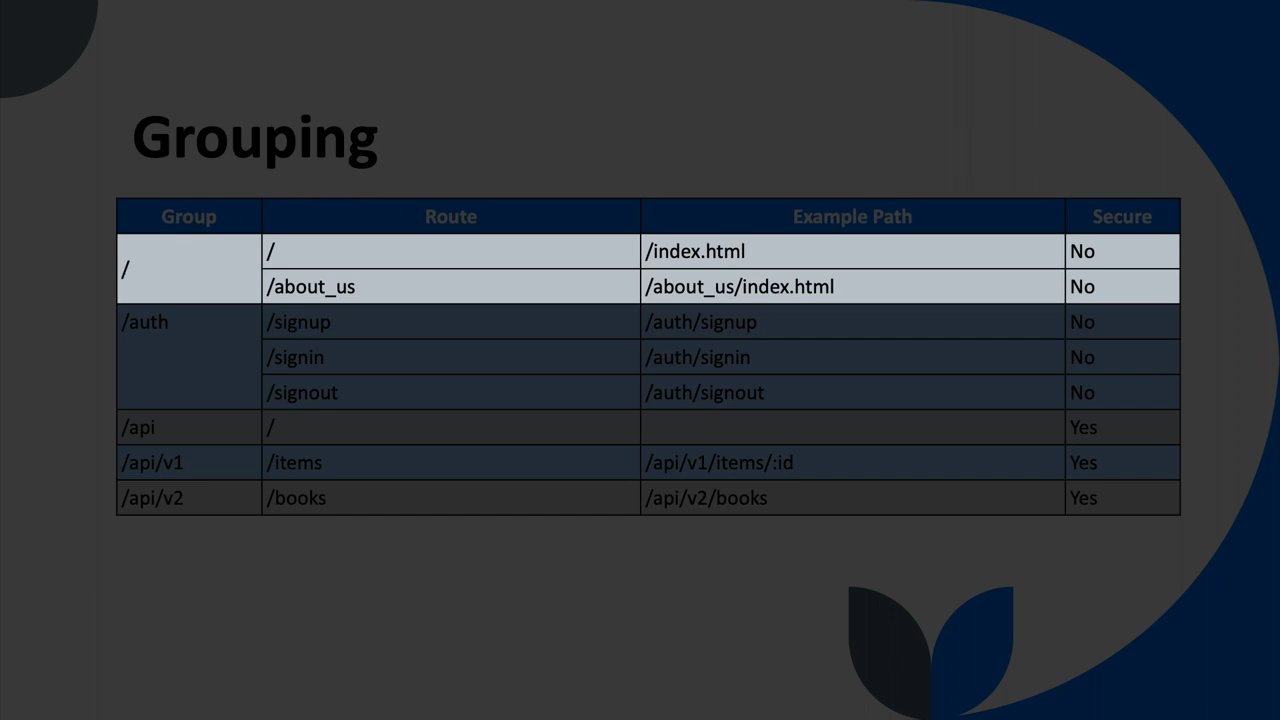 Grouping
Group Route Example Path Secure
/ / /index.html No
/about_us /about_us/index.html No
/auth /signup /auth/signup No
/signin /auth/signin No
/signout /auth/signout No
/api / Yes
/api/v1 /items /api/v1/items/:id Yes
/api/v2 /books /api/v2/books Yes